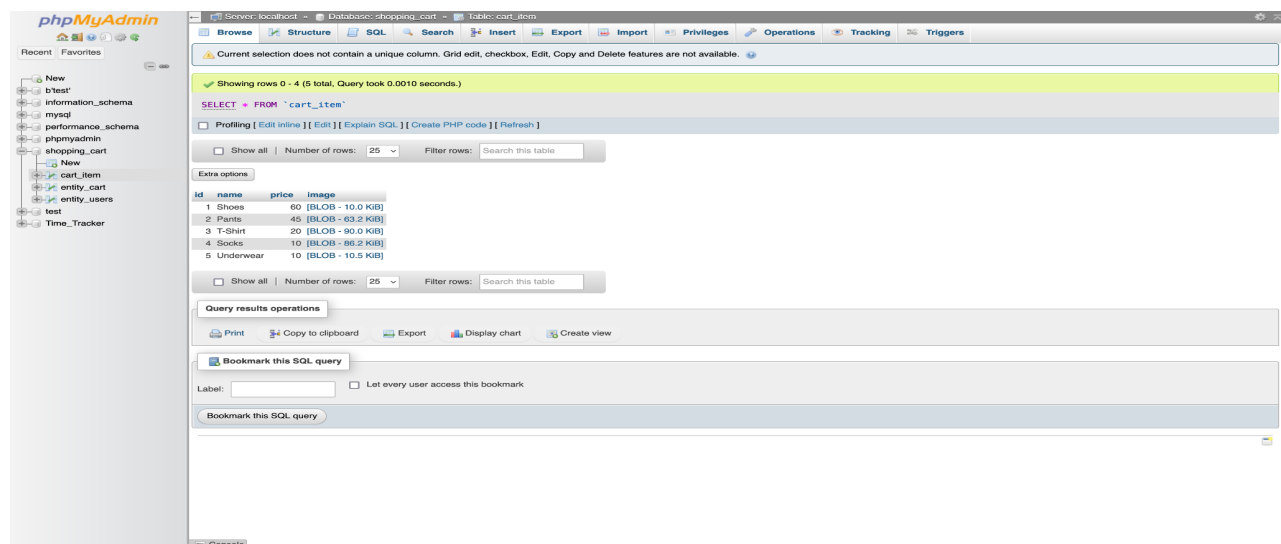 phpMyAdmin
Recent Favorites
New
b'test'
information_schema
mysql
performance_schema
phpmyadmin
shopping_cart
New
cart_item
entity_cart
entity_users
test
Time_Tracker
Server: localhost » Database: shopping_cart » Table: cart_item
Browse Structure SQL Search Insert Export Import Privileges Operations Tracking Triggers
Current selection does not contain a unique column. Grid edit, checkbox, Edit, Copy and Delete features are not available.
Showing rows 0 - 4 (5 total, Query took 0.0010 seconds.)
SELECT * FROM `cart_item`
Profiling [ Edit inline ] [ Edit ] [ Explain SQL ] [ Create PHP code ] [ Refresh ]
Show all | Number of rows: 25 Filter rows: Search this table
Extra options
id name price image
1 Shoes 60 [BLOB - 10.0 KiB]
2 Pants 45 [BLOB - 63.2 KiB]
3 T-Shirt 20 [BLOB - 90.0 KiB]
4 Socks 10 [BLOB - 86.2 KiB]
5 Underwear 10 [BLOB - 10.5 KiB]
Show all | Number of rows: 25 Filter rows: Search this table
Query results operations
Print Copy to clipboard Export Display chart Create view
Bookmark this SQL query
Label: Let every user access this bookmark
Bookmark this SQL query
Console